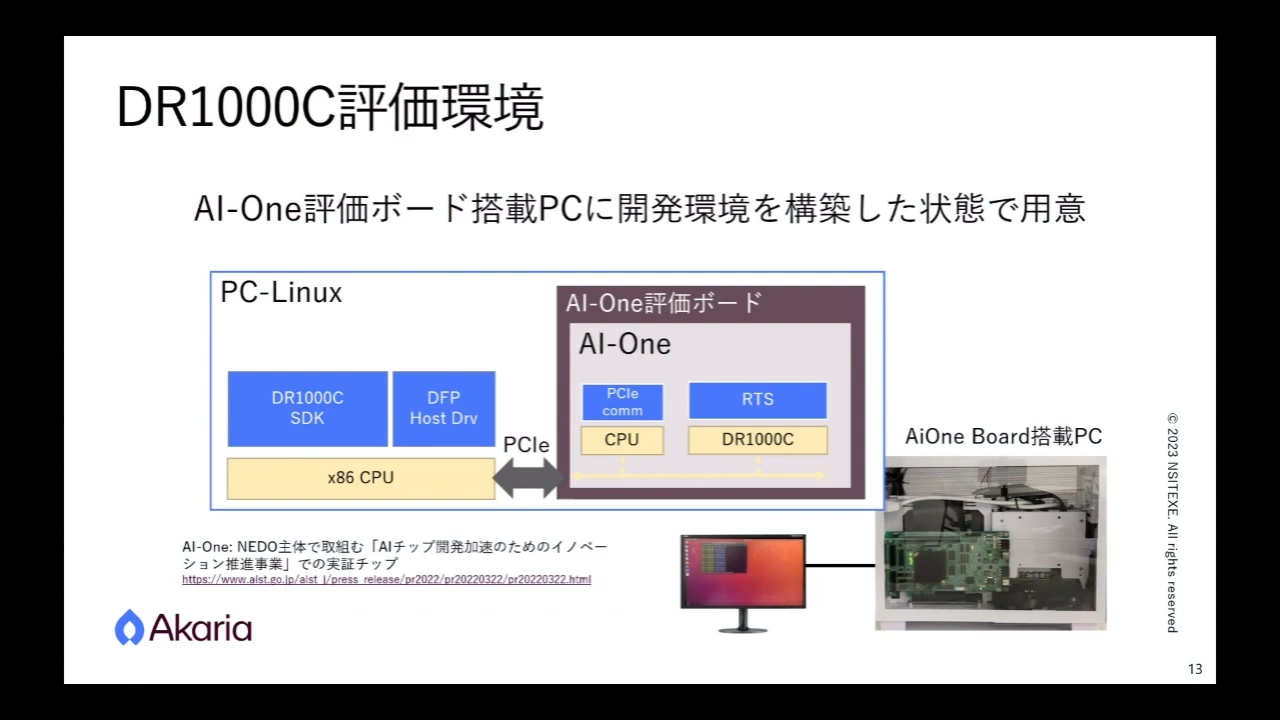 DR1000C評価環境
AI-One評価ボード搭載PCに開発環境を構築した状態で用意
PC-Linux
AI-One評価ボード
AI-One
DR1000C
SDK
DFP
Host Drv
PCIe
comm
RTS
CPU
DR1000C
PCIe
x86 CPU
AiOne Board搭載PC
AI-One: NEDO主体で取組む「AIチップ開発加速のためのイノベー
ション推進事業」での実証チップ
https://www.aist.go.jp/aist_j/press_release/pr2022/pr20220322/pr20220322.html
Akaria
© 2023 NSITEXE. All rights reserved
13